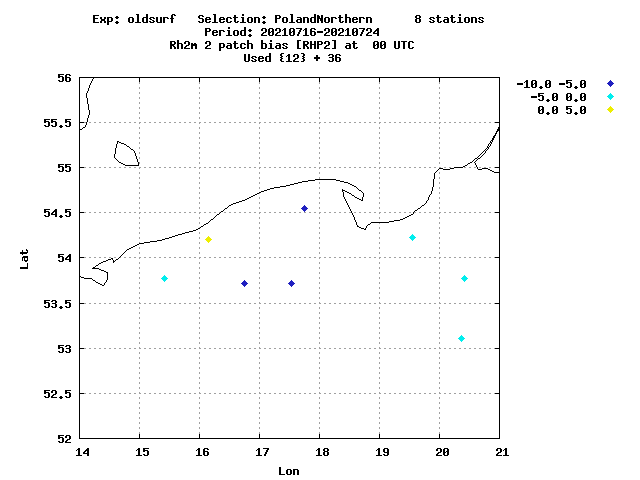 Exp: oldsurf   Selection: PolandNorthern      8 stations
Period: 20210716-20210724
Rh2m 2 patch bias [RHP2] at  00 UTC
Used {12} + 36
-10.0 -5.0
-5.0 0.0
0.0 5.0
56
55.5
55
54.5
54
53.5
53
52.5
52
Lat
14 15 16 17 18 19 20 21
Lon